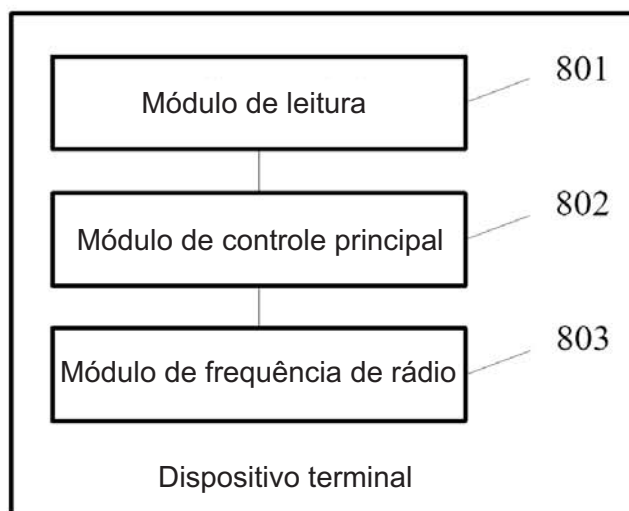 Módulo de leitura 801
Módulo de controle principal 802
Módulo de frequência de rádio 803
Dispositivo terminal